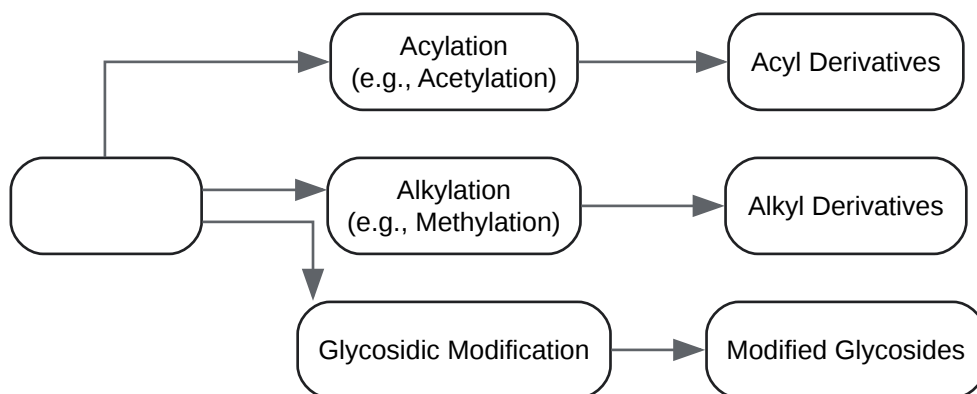 Acylation
(e.g., Acetylation)
Acyl Derivatives
Alkylation
(e.g., Methylation)
Alkyl Derivatives
Glycosidic Modification
Modified Glycosides